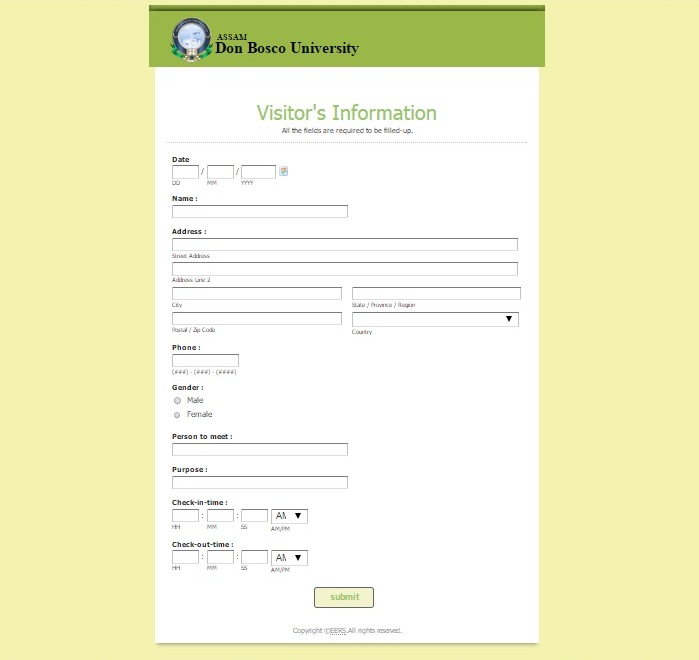 ASSAM
Don Bosco University
Visitor's Information
All the fields are required to be filled-up.
Date
/ /
DD MM YYYY
Name :
Address :
Street Address
Address Line 2
City State / Province / Region
Postal / Zip Code Country
Phone :
(###) - (###) - (####)
Gender :
Male
Female
Person to meet :
Purpose :
Check-in-time :
: : AM
HH MM SS AM/PM
Check-out-time :
: : AM
HH MM SS AM/PM
submit
Copyright ©EERS.All rights reserved.